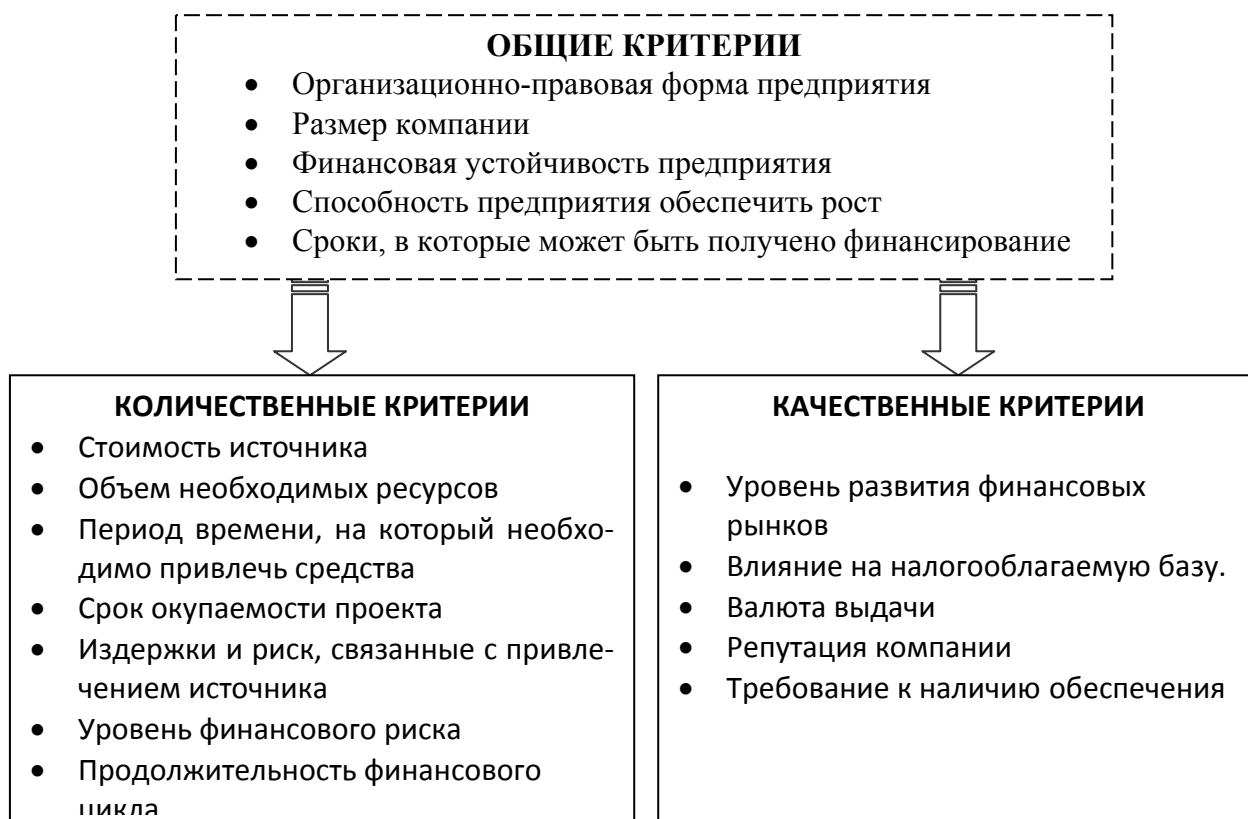 ОБЩИЕ КРИТЕРИИ
• Организационно-правовая форма предприятия
• Размер компании
• Финансовая устойчивость предприятия
• Способность предприятия обеспечить рост
• Сроки, в которые может быть получено финансирование
КОЛИЧЕСТВЕННЫЕ КРИТЕРИИ
• Стоимость источника
• Объем необходимых ресурсов
• Период времени, на который необхо-
димо привлечь средства
• Срок окупаемости проекта
• Издержки и риск, связанные с привле-
чением источника
• Уровень финансового риска
• Продолжительность финансового
цикла
КАЧЕСТВЕННЫЕ КРИТЕРИИ
• Уровень развития финансовых
рынков
• Влияние на налогооблагаемую базу.
• Валюта выдачи
• Репутация компании
• Требование к наличию обеспечения